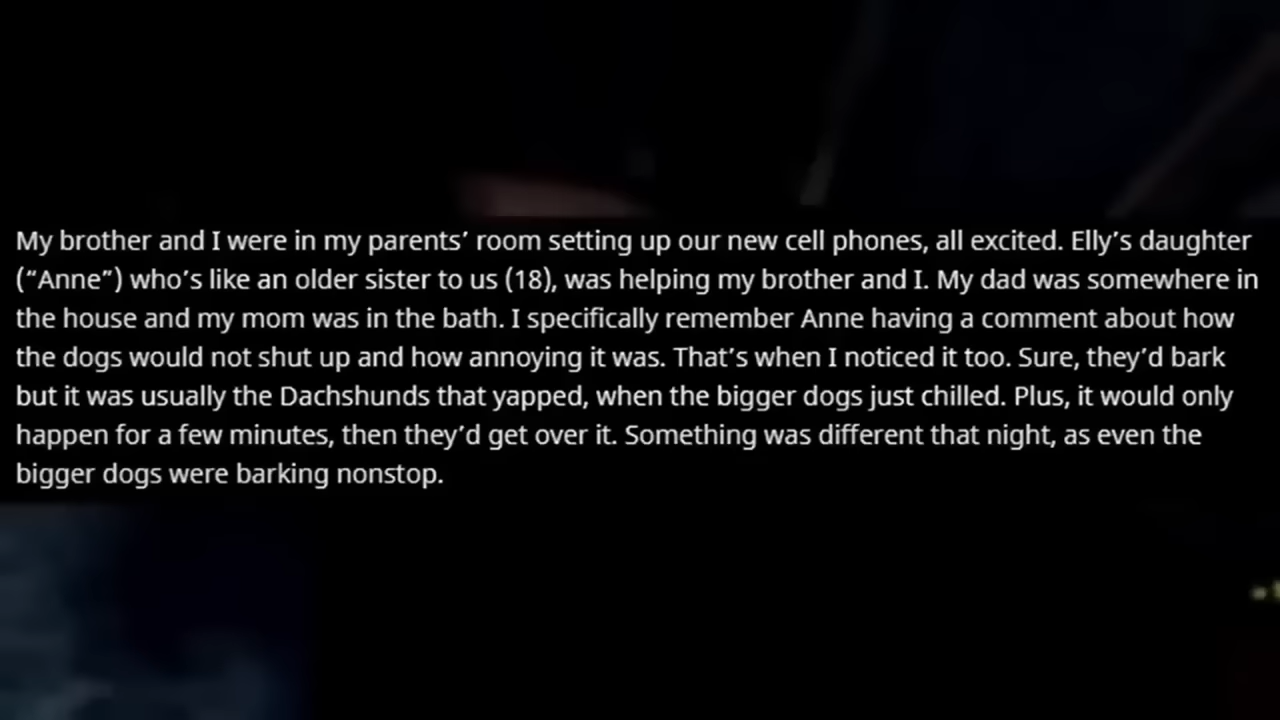 My brother and I were in my parents’ room setting up our new cell phones, all excited. Elly’s daughter
(“Anne”) who’s like an older sister to us (18), was helping my brother and I. My dad was somewhere in
the house and my mom was in the bath. I specifically remember Anne having a comment about how
the dogs would not shut up and how annoying it was. That’s when I noticed it too. Sure, they’d bark
but it was usually the Dachshunds that yapped, when the bigger dogs just chilled. Plus, it would only
happen for a few minutes, then they’d get over it. Something was different that night, as even the
bigger dogs were barking nonstop.